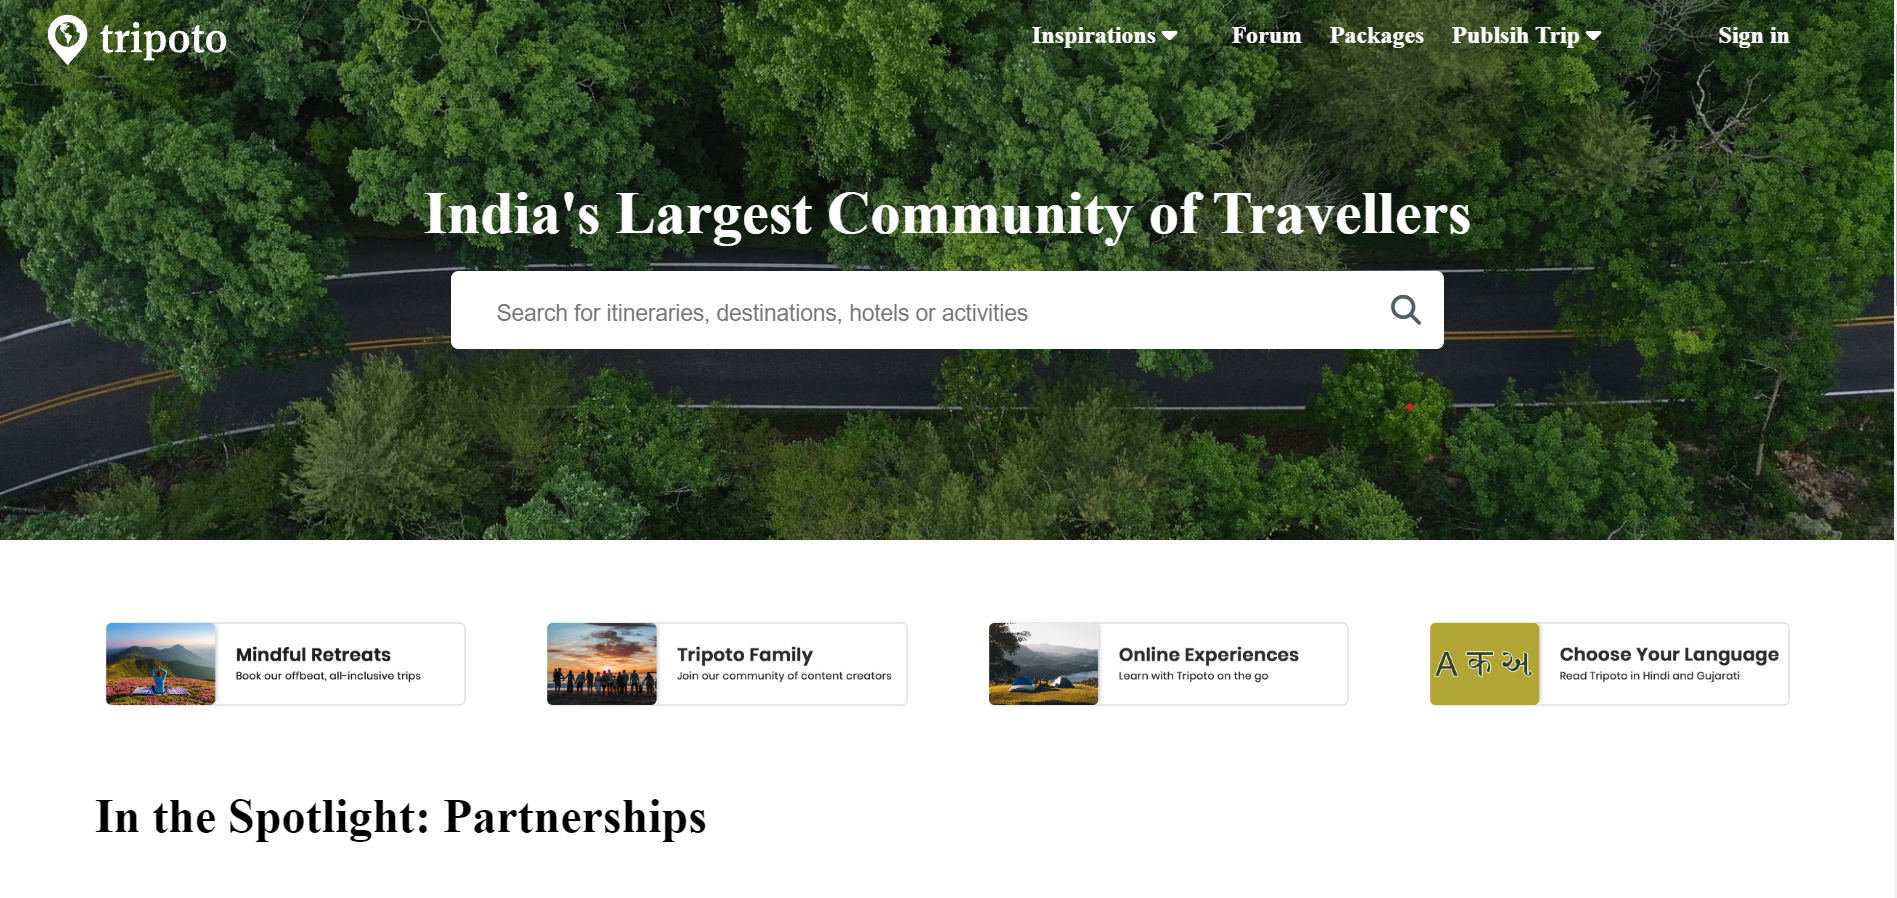 tripoto
Inspirations Forum Packages Publsih Trip Sign in
India's Largest Community of Travellers
Search for itineraries, destinations, hotels or activities
Mindful Retreats
Book our offbeat, all-inclusive trips
Tripoto Family
Join our community of content creators
Online Experiences
Learn with Tripoto on the go
A क અ
Choose Your Language
Read Tripoto in Hindi and Gujarati
In the Spotlight: Partnerships